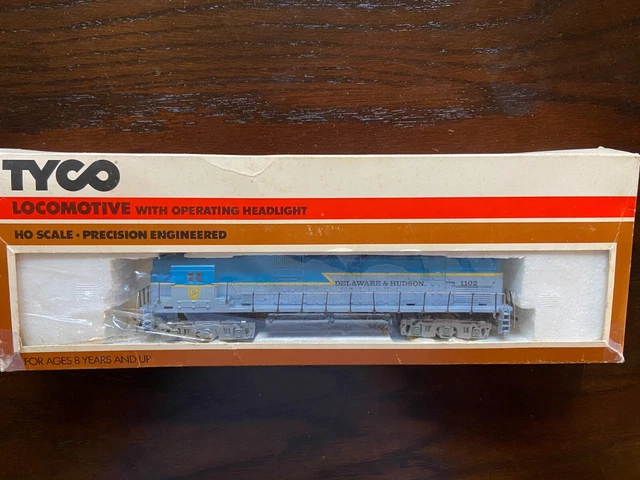 TYCO
LOCOMOTIVE WITH OPERATING HEADLIGHT
HO SCALE • PRECISION ENGINEERED
DELAWARE & HUDSON
1102
FOR AGES 8 YEARS AND UP